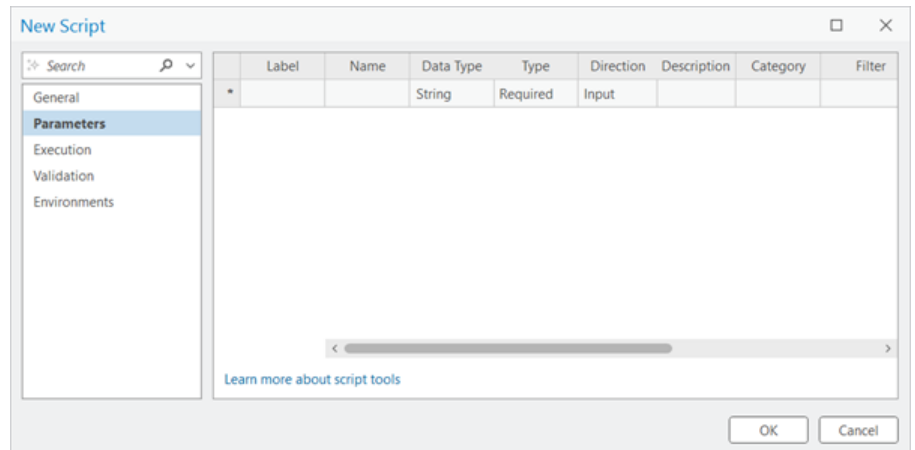 New Script
Search
General
Parameters
Execution
Validation
Environments
Label Name Data Type Type Direction Description Category Filter
* String Required Input
Learn more about script tools
OK Cancel